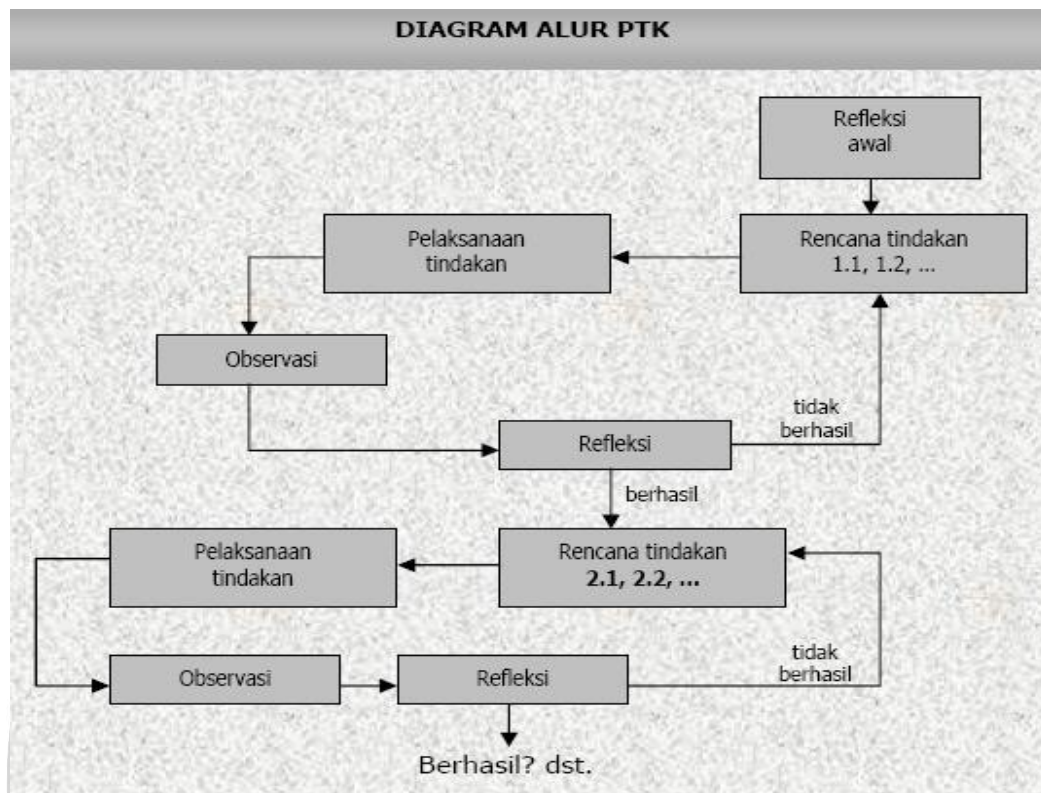 DIAGRAM ALUR PTK
Refleksi
awal
Rencana tindakan
1.1, 1.2, ...
Pelaksanaan
tindakan
Observasi
Refleksi
tidak
berhasil
berhasil
Rencana tindakan
2.1, 2.2, ...
Pelaksanaan
tindakan
Observasi
Refleksi
tidak
berhasil
Berhasil? dst.